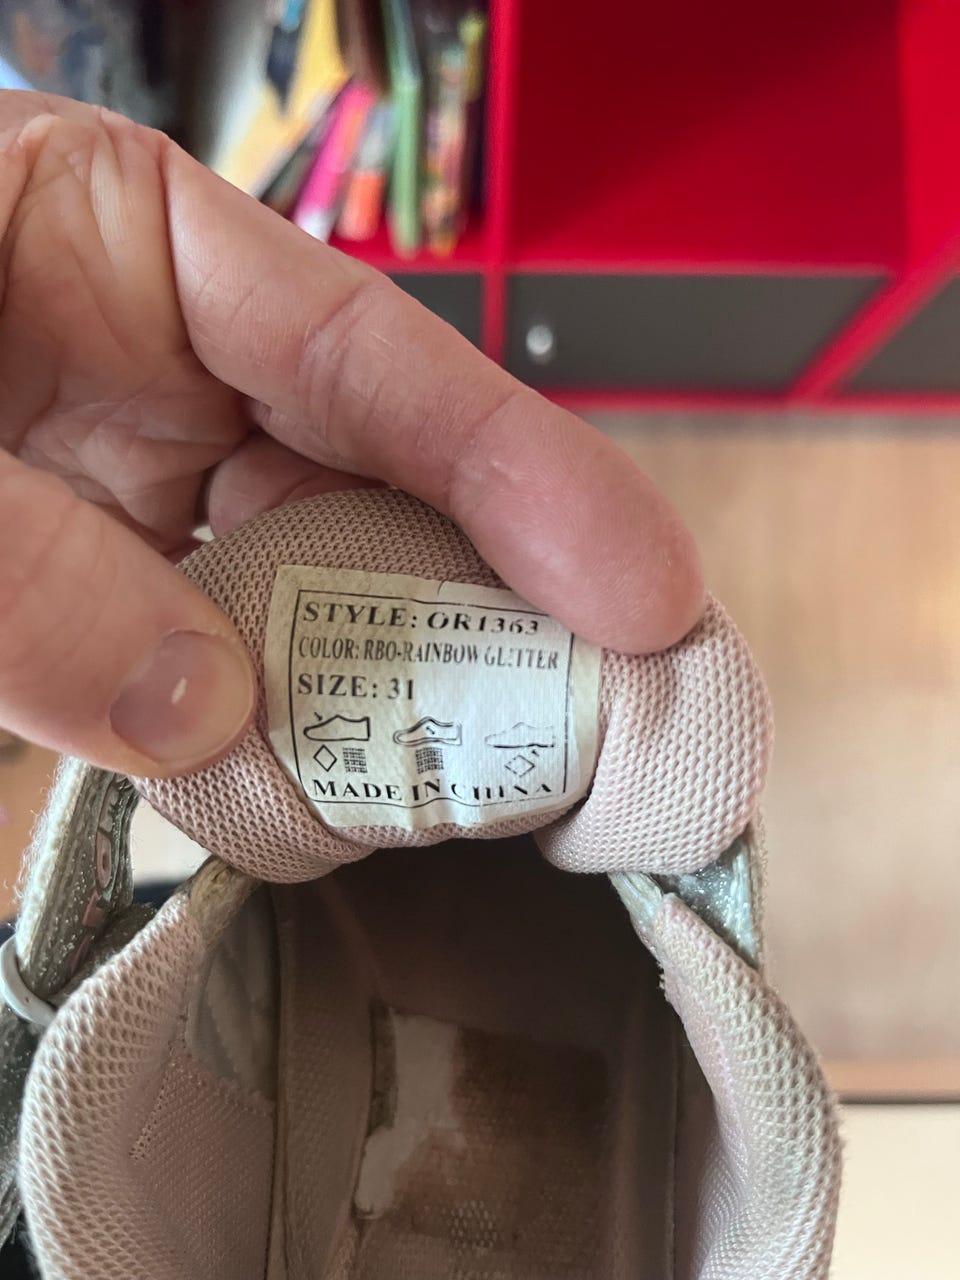 STYLE: OR1363
COLOR: RBO-RAINBOW GLITTER
SIZE: 31
MADE IN CHINA